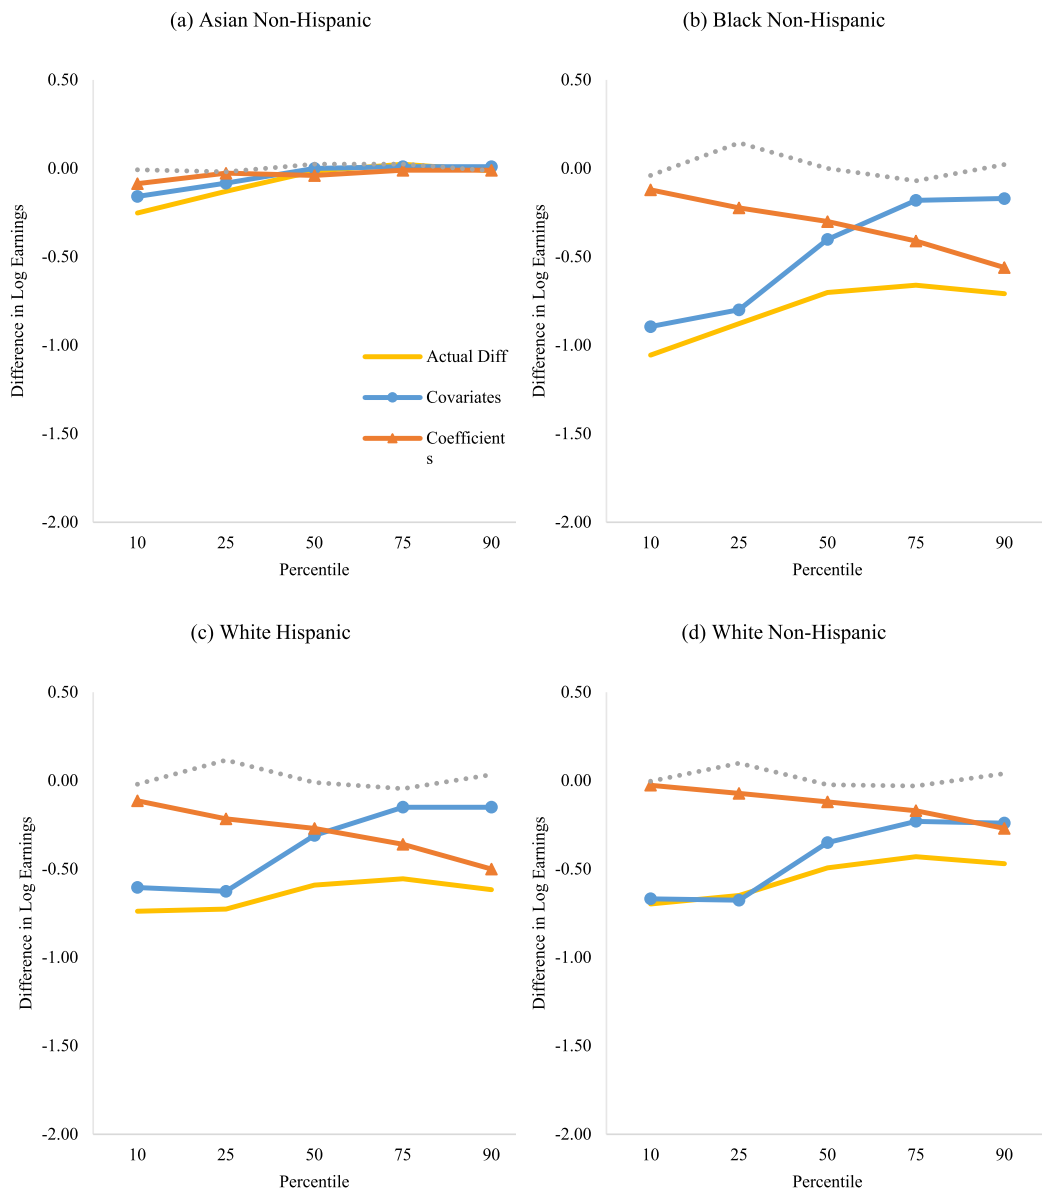 (a) Asian Non-Hispanic
0.50
0.00
-0.50
-1.00
-1.50
-2.00
Difference in Log Earnings
10 25 50 75 90
Percentile
Actual Diff
Covariates
Coefficient
s
(b) Black Non-Hispanic
0.50
0.00
-0.50
-1.00
-1.50
-2.00
Difference in Log Earnings
10 25 50 75 90
Percentile
(c) White Hispanic
0.50
0.00
-0.50
-1.00
-1.50
-2.00
Difference in Log Earnings
10 25 50 75 90
Percentile
(d) White Non-Hispanic
0.50
0.00
-0.50
-1.00
-1.50
-2.00
Difference in Log Earnings
10 25 50 75 90
Percentile